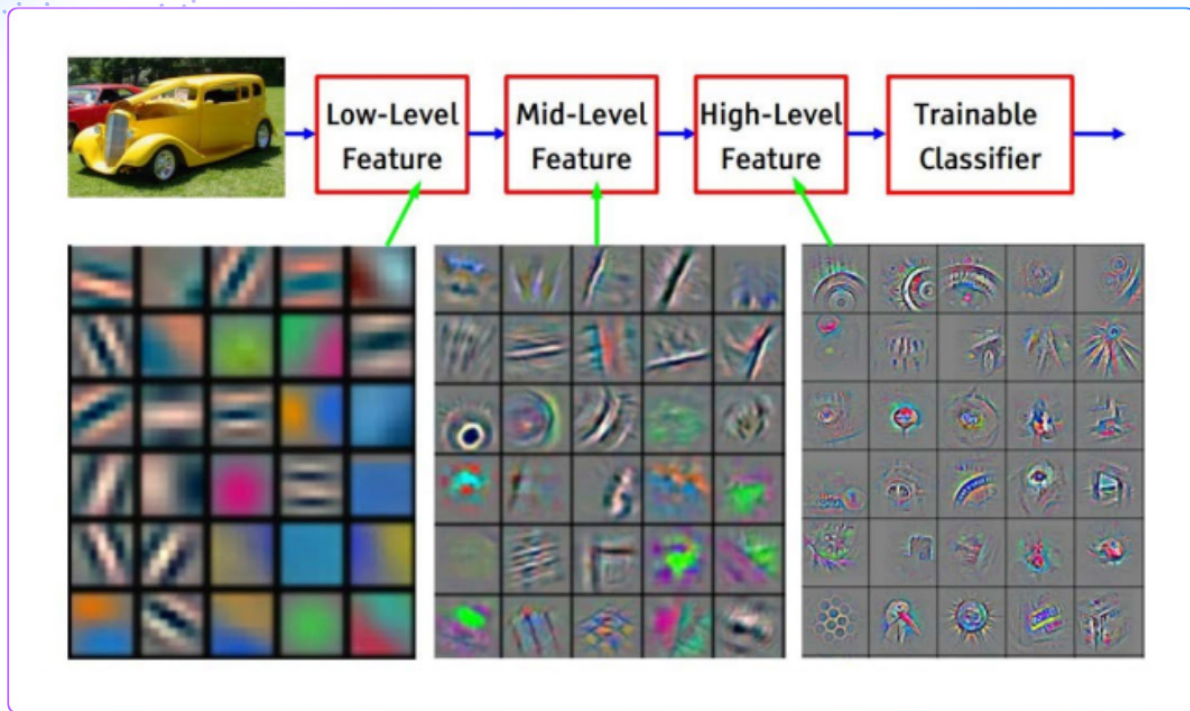 Low-Level
Feature
Mid-Level
Feature
High-Level
Feature
Trainable
Classifier